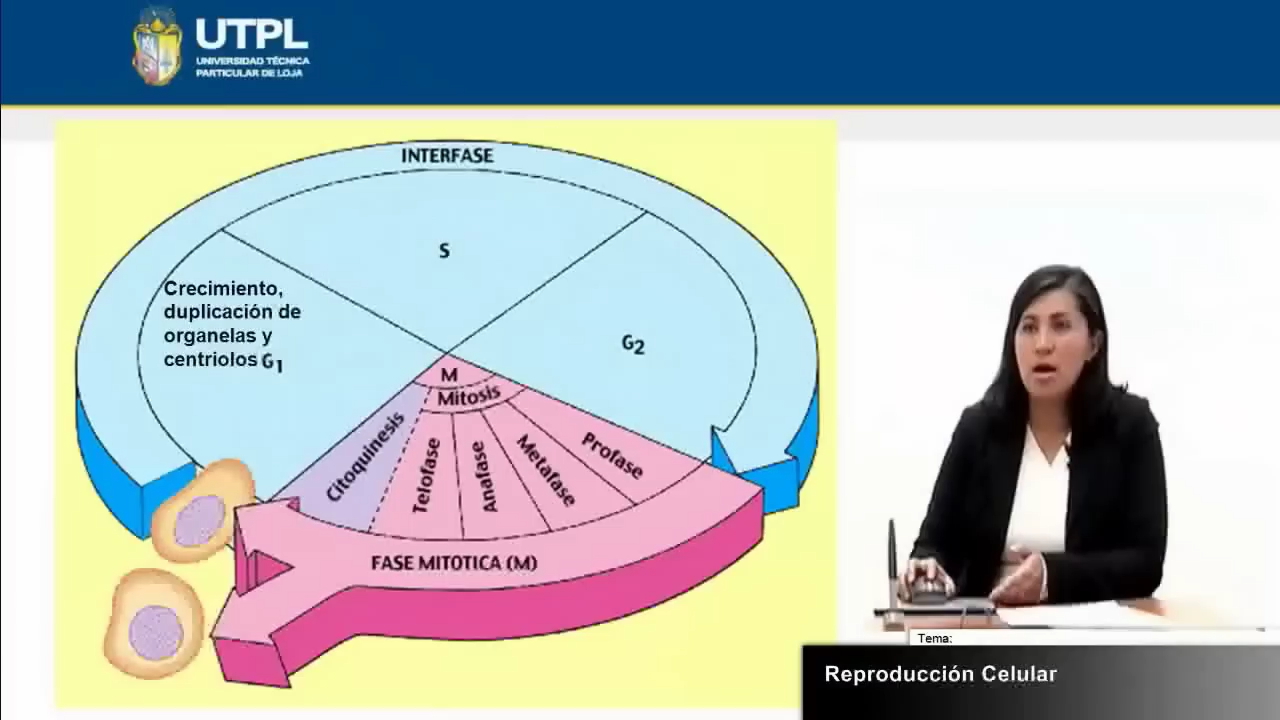 UTPL
UNIVERSIDAD TÉCNICA
PARTICULAR DE LOJA
INTERFASE
S
Crecimiento,
duplicación de
organelas y
centriolos G1
G2
M
Mitosis
Citoquinesis
Telofase
Anafase
Metafase
Profase
FASE MITOTICA (M)
Tema:
Reproducción Celular